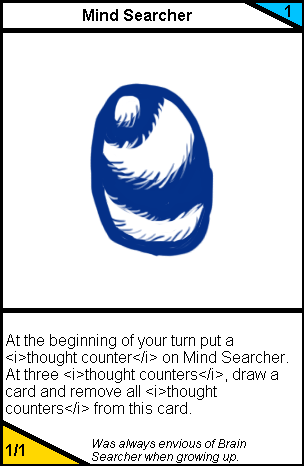 Mind Searcher
1
At the beginning of your turn put a
<i>thought counter</i> on Mind Searcher.
At three <i>thought counters</i>, draw a
card and remove all <i>thought
counters</i> from this card.
1/1
Was always envious of Brain
Searcher when growing up.